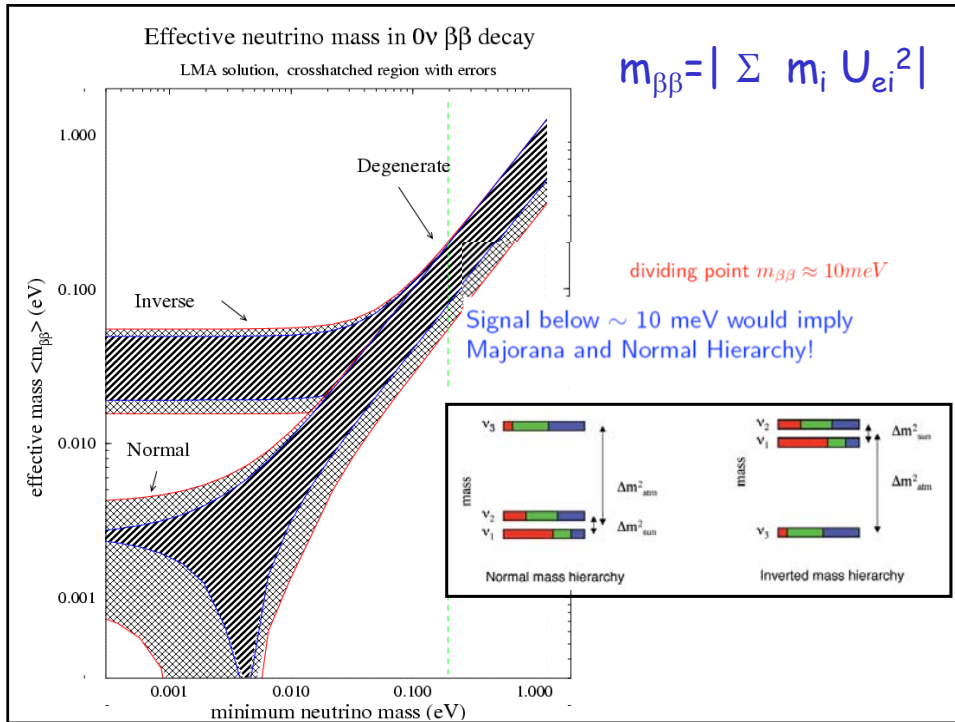 Effective neutrino mass in 0ν ββ decay
LMA solution, crosshatched region with errors
mββ=| Σ mi Uei²|
effective mass <mββ> (eV)
1.000
0.100
0.010
0.001
Degenerate
Inverse
Normal
0.001 0.010 0.100 1.000
minimum neutrino mass (eV)
dividing point mββ ≈ 10meV
Signal below ∼ 10 meV would imply
Majorana and Normal Hierarchy!
mass
ν3
ν2
ν1
Δm²atm
Δm²sun
Normal mass hierarchy
mass
ν2
ν1
ν3
Δm²sun
Δm²atm
Inverted mass hierarchy